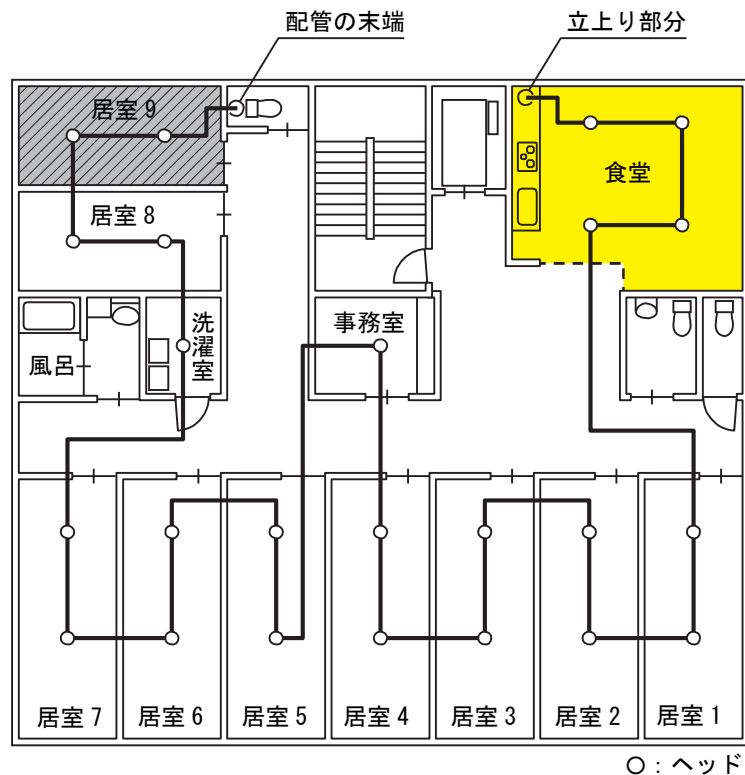 配管の末端
立上り部分
居室 9
食堂
居室 8
事務室
洗濯室
風呂
居室 7
居室 6
居室 5
居室 4
居室 3
居室 2
居室 1
○ : ヘッド